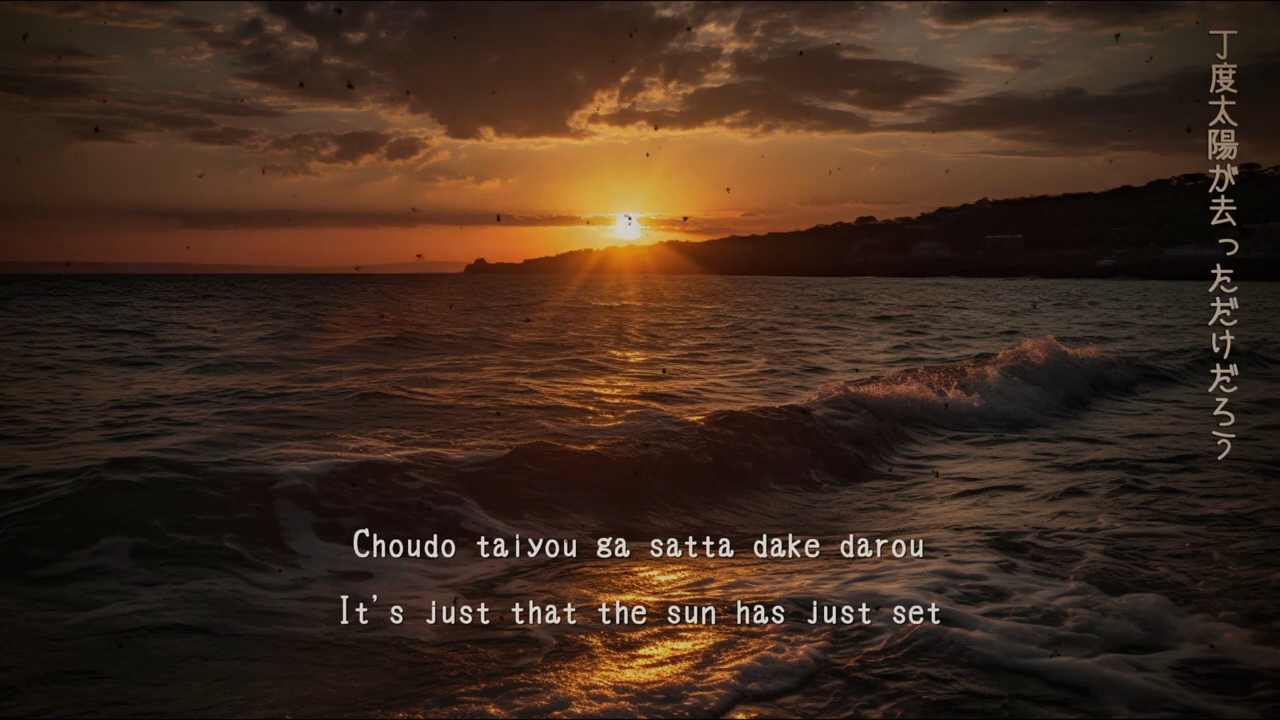 丁度太陽が去っただけだろう
Choudo taiyou ga satta dake darou
It's just that the sun has just set